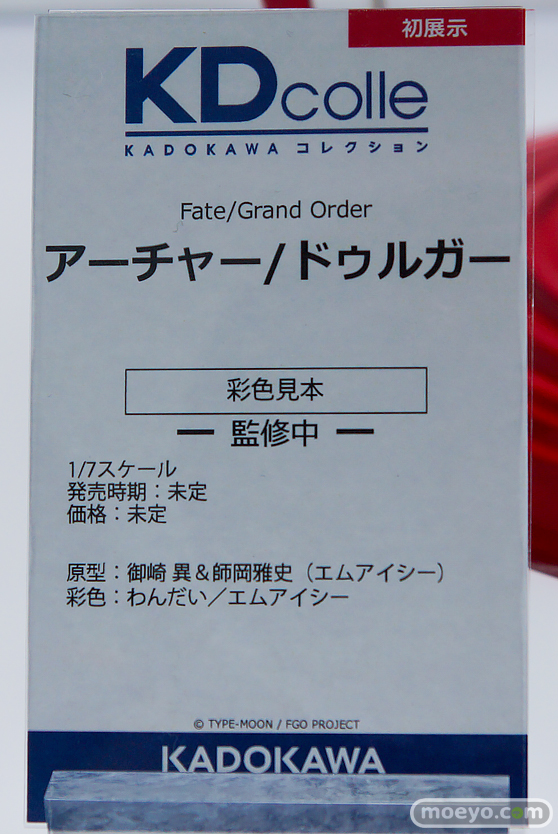 初展示
KDcolle
KADOKAWA コレクション
Fate/Grand Order
アーチャー/ドゥルガー
彩色見本
― 監修中 ―
1/7スケール
発売時期：未定
価格：未定
原型：御崎 異＆師岡雅史（エムアイシー）
彩色：わんだい／エムアイシー
© TYPE-MOON / FGO PROJECT
KADOKAWA
moeyo.com